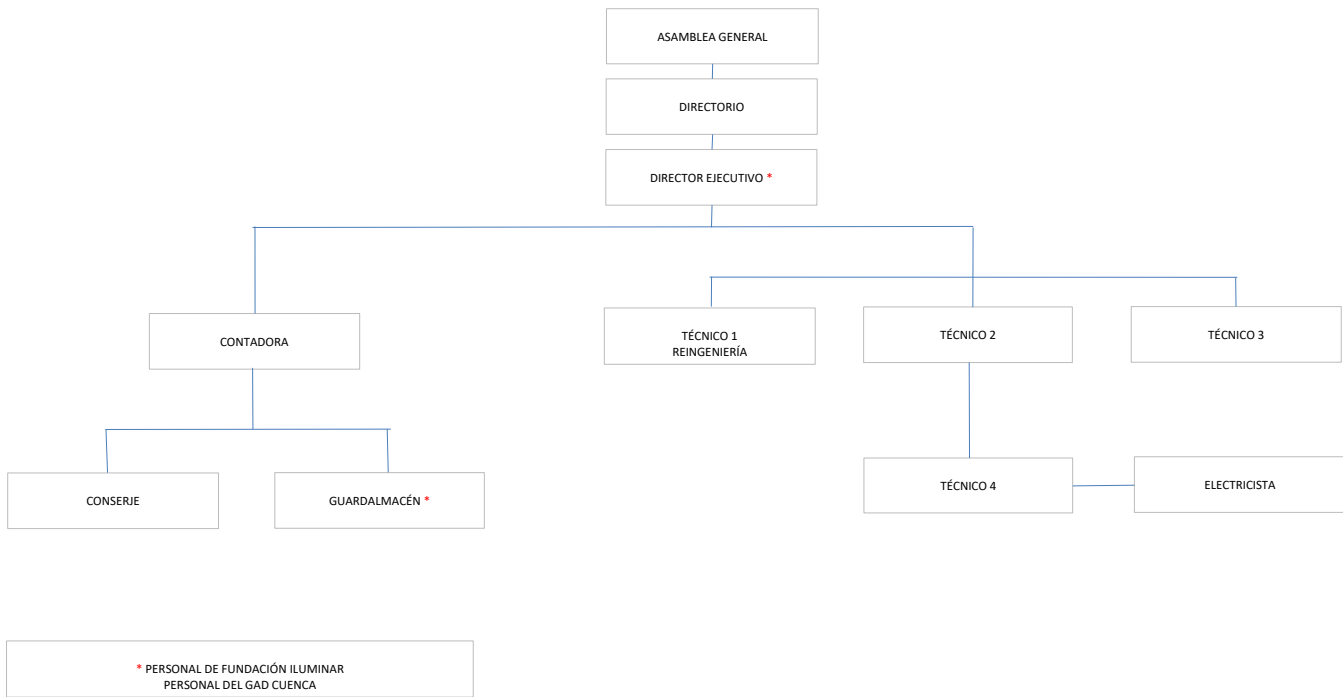 ASAMBLEA GENERAL
DIRECTORIO
DIRECTOR EJECUTIVO *
CONTADORA
TÉCNICO 1
REINGENIERÍA
TÉCNICO 2
TÉCNICO 3
CONSERJE
GUARDALMACÉN *
TÉCNICO 4
ELECTRICISTA
* PERSONAL DE FUNDACIÓN ILUMINAR
PERSONAL DEL GAD CUENCA